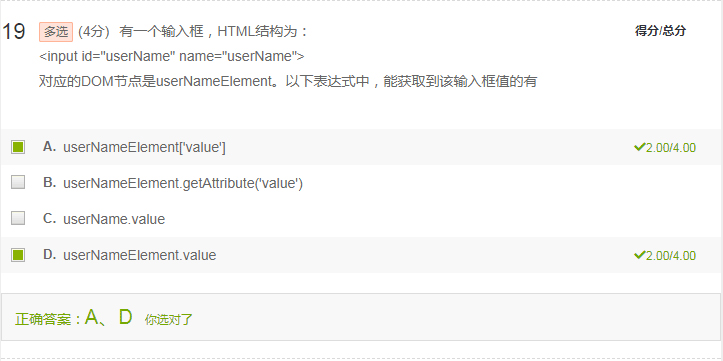 19 多选 (4分) 有一个输入框，HTML结构为： 得分/总分
<input id="userName" name="userName">
对应的DOM节点是userNameElement。以下表达式中，能获取到该输入框值的有
A. userNameElement['value'] 2.00/4.00
B. userNameElement.getAttribute('value')
C. userName.value
D. userNameElement.value 2.00/4.00
正确答案：A、D 你选对了